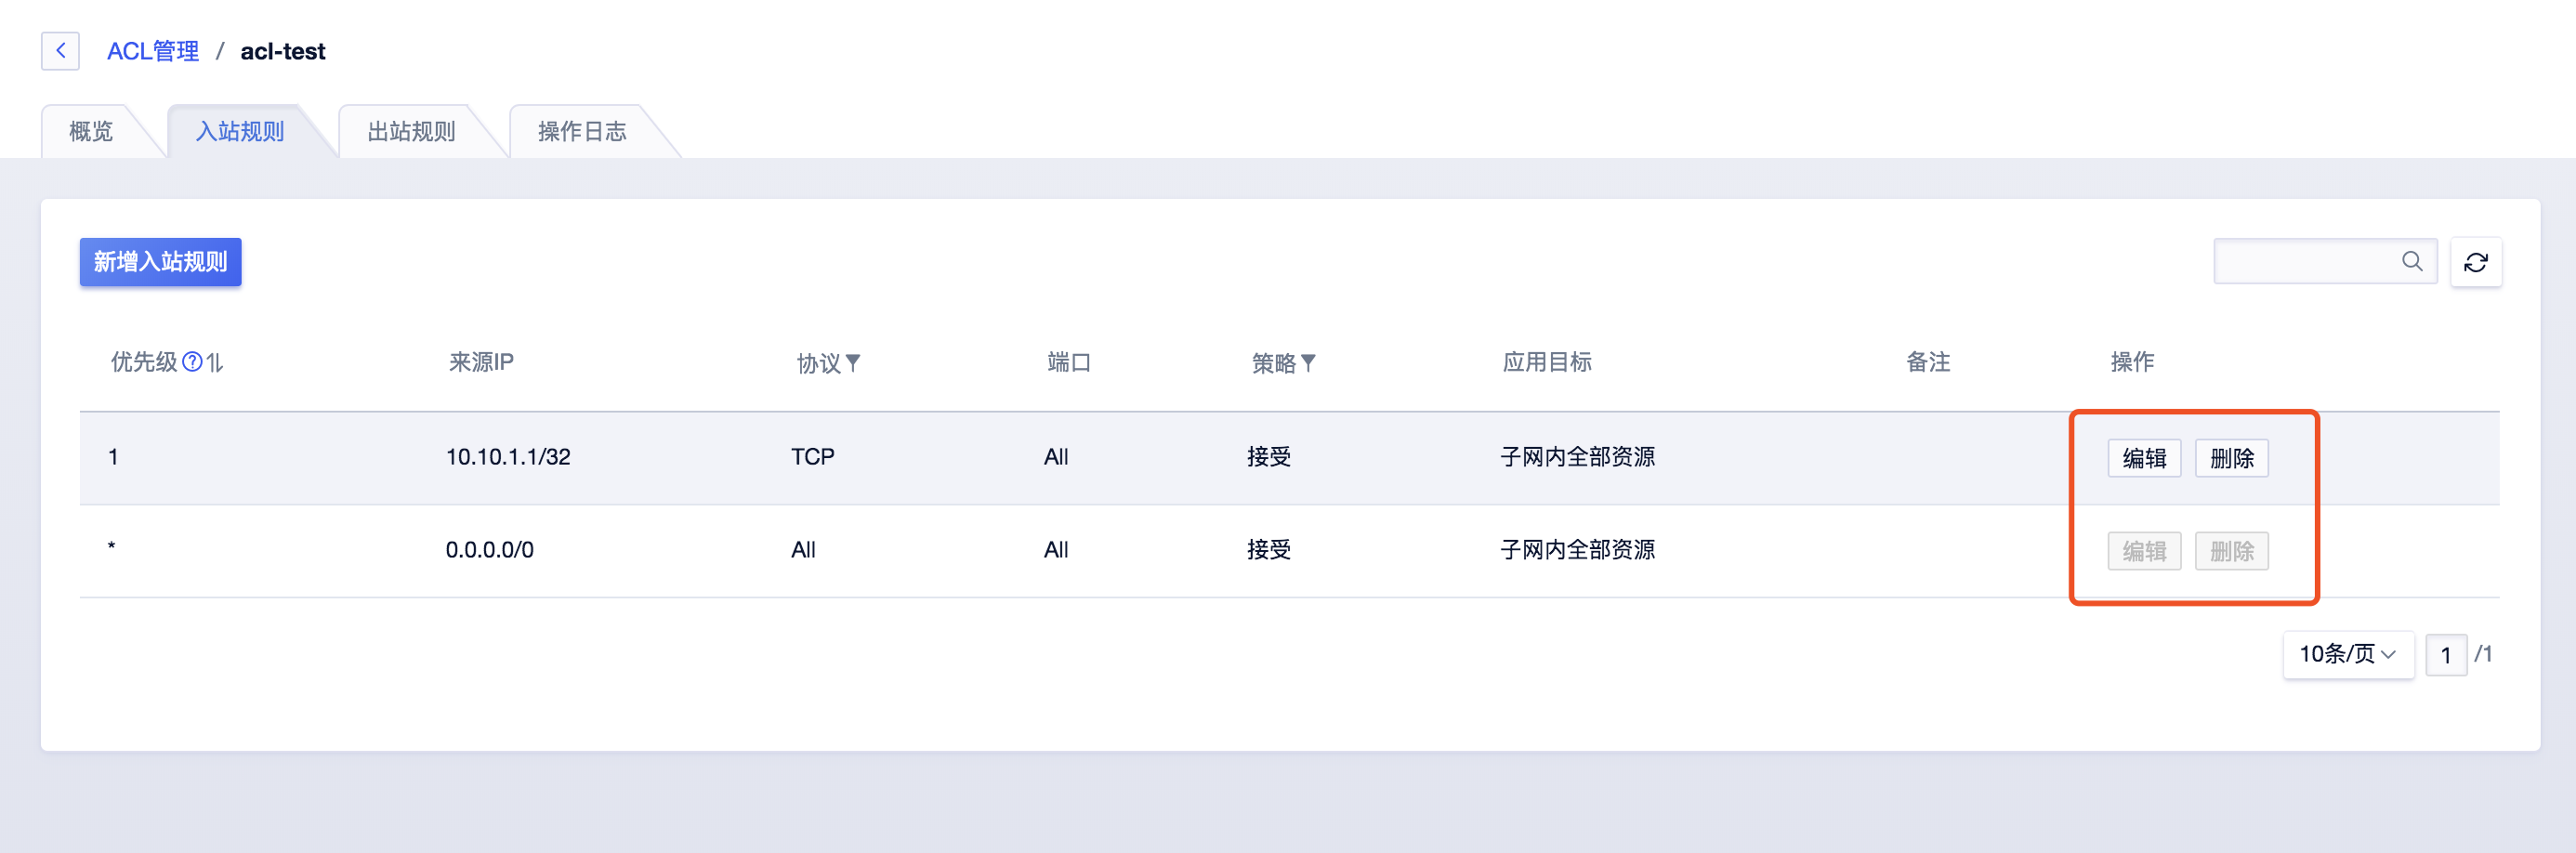 ACL管理 / acl-test
概览 入站规则 出站规则 操作日志
新增入站规则
优先级 来源IP 协议 端口 策略 应用目标 备注 操作
1 10.10.1.1/32 TCP All 接受 子网内全部资源 编辑 删除
* 0.0.0.0/0 All All 接受 子网内全部资源 编辑 删除
10条/页 1 /1